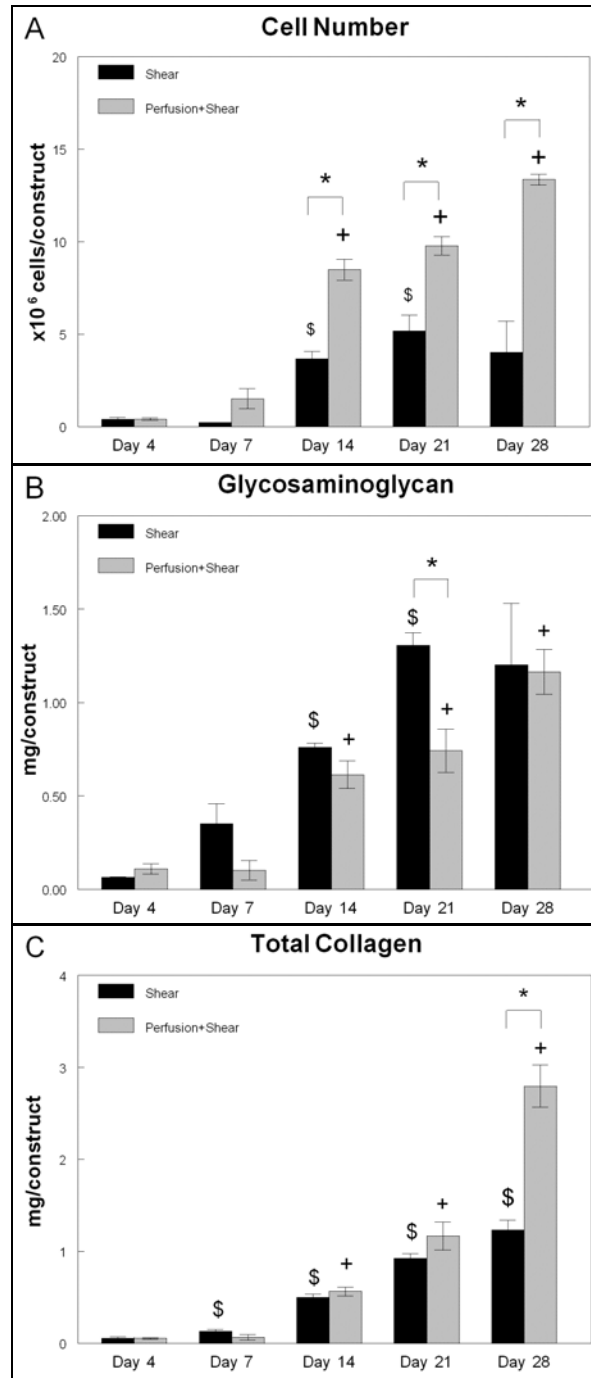 A Cell Number
20
Shear
Perfusion+Shear
*
*
*
15
+
+
+
10
$
$
5
0
x10⁶ cells/construct
Day 4 Day 7 Day 14 Day 21 Day 28
B Glycosaminoglycan
2.00
Shear
Perfusion+Shear
*
1.50
$
+
$
+
+
1.00
0.50
0.00
mg/construct
Day 4 Day 7 Day 14 Day 21 Day 28
C Total Collagen
4
Shear
Perfusion+Shear
*
+
3
2
$
+
$
1
$
+
$
0
mg/construct
Day 4 Day 7 Day 14 Day 21 Day 28